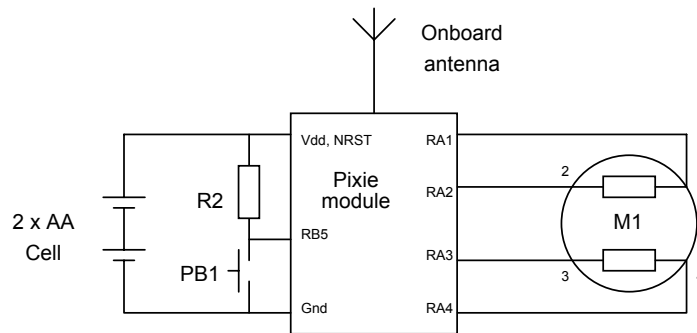 Onboard
antenna
Vdd, NRST
RA1
Pixie
module
2
RA2
R2
2 x AA
Cell
M1
RB5
RA3
PB1
3
Gnd
RA4